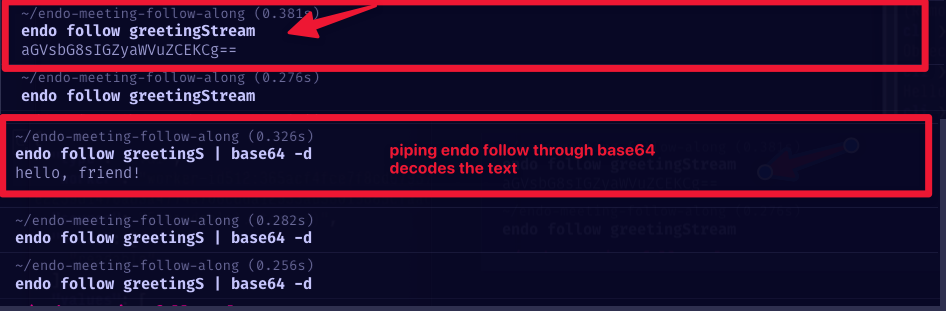 ~/endo-meeting-follow-along (0.381s)
endo follow greetingStream
aGVsbG8sIGZyaWVuZCEKCg==
~/endo-meeting-follow-along (0.276s)
endo follow greetingStream
~/endo-meeting-follow-along (0.326s)
endo follow greetingS | base64 -d
hello, friend!
piping endo follow through base64
decodes the text
endo follow greetingStream
~/endo-meeting-follow-along (0.282s)
endo follow greetingS | base64 -d
~/endo-meeting-follow-along (0.256s)
endo follow greetingS | base64 -d